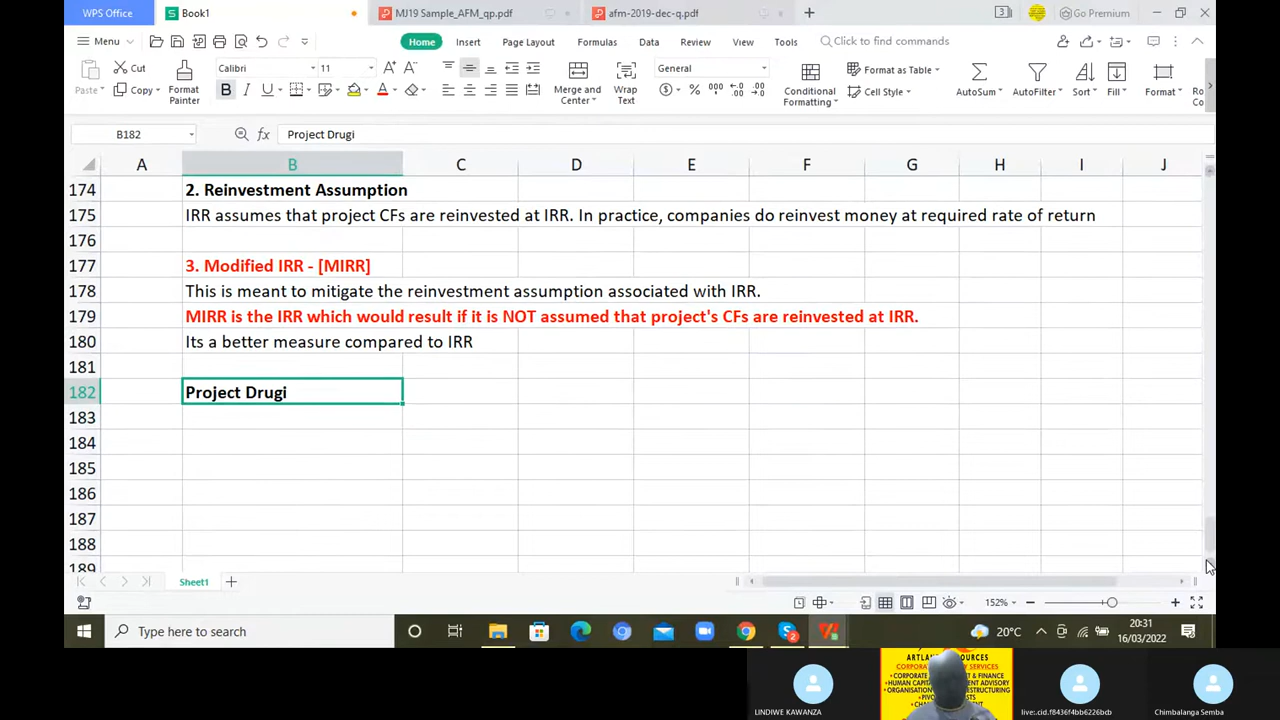 WPS Office
Book1
MJ19 Sample_AFM_qp.pdf
afm-2019-dec-q.pdf
3
Go Premium
Menu
Home
Insert
Page Layout
Formulas
Data
Review
View
Tools
Click to find commands
Paste
Cut
Copy
Format Painter
Calibri
11
A+ A-
B I U
Merge and Center
Wrap Text
General
Conditional Formatting
Format as Table
Cell Style
AutoSum
AutoFilter
Sort
Fill
Format
B182
fx
Project Drugi
A B C D E F G H I J
174 2. Reinvestment Assumption
175 IRR assumes that project CFs are reinvested at IRR. In practice, companies do reinvest money at required rate of return
176
177 3. Modified IRR - [MIRR]
178 This is meant to mitigate the reinvestment assumption associated with IRR.
179 MIRR is the IRR which would result if it is NOT assumed that project's CFs are reinvested at IRR.
180 Its a better measure compared to IRR
181
182 Project Drugi
183
184
185
186
187
188
189
Sheet1
152%
Type here to search
20°C
20:31
16/03/2022
LINDIWE KAWANZA
live:.cid.f8436f4bb6226bcb
Chimbalanga Semba